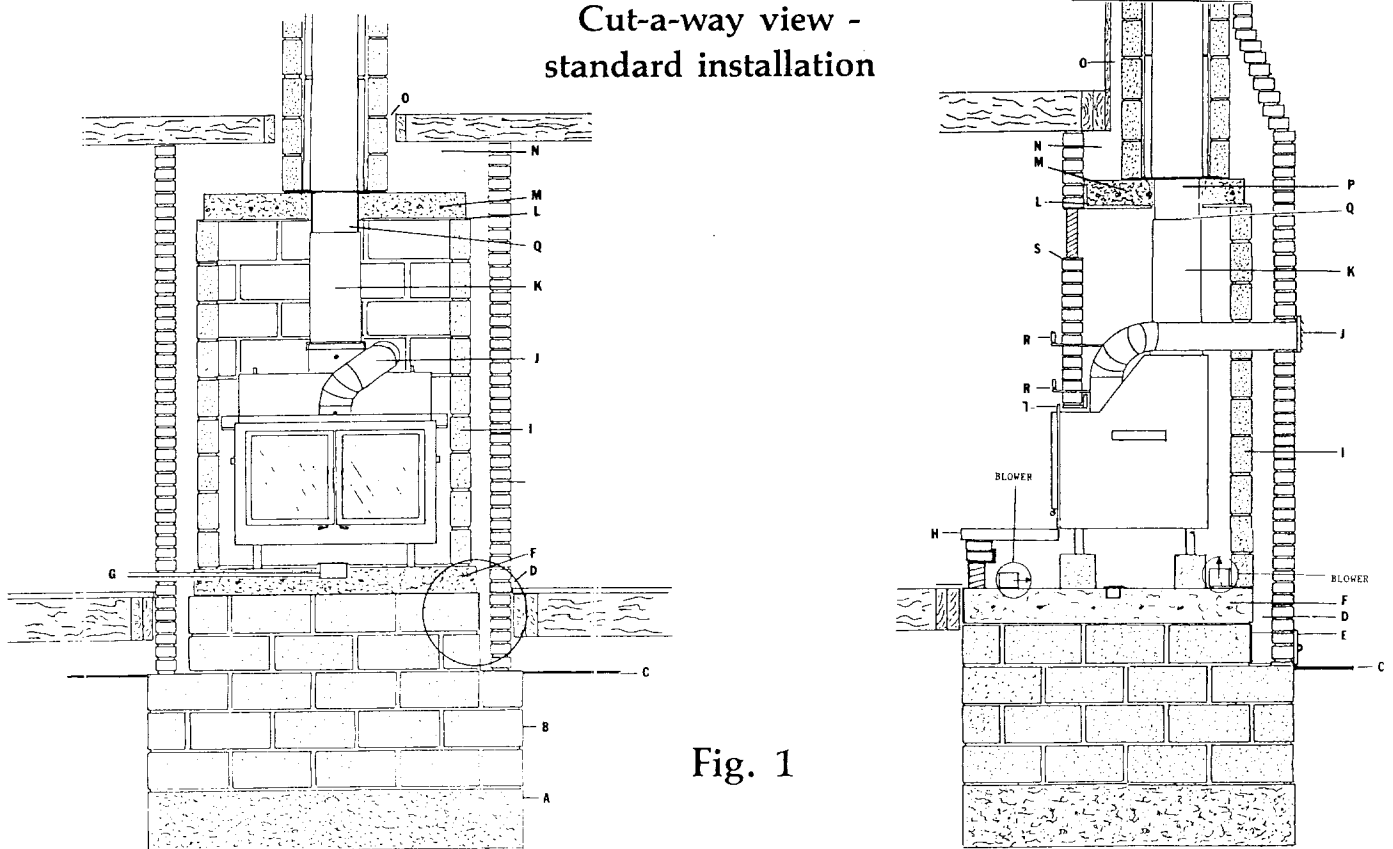 Cut-a-way view -
standard installation
O
N
M
L
Q
K
J
I
F
D
G
C
B
A
O
N
M
L
P
Q
K
S
R
J
R
T
I
BLOWER
H
BLOWER
F
D
E
C
Fig. 1